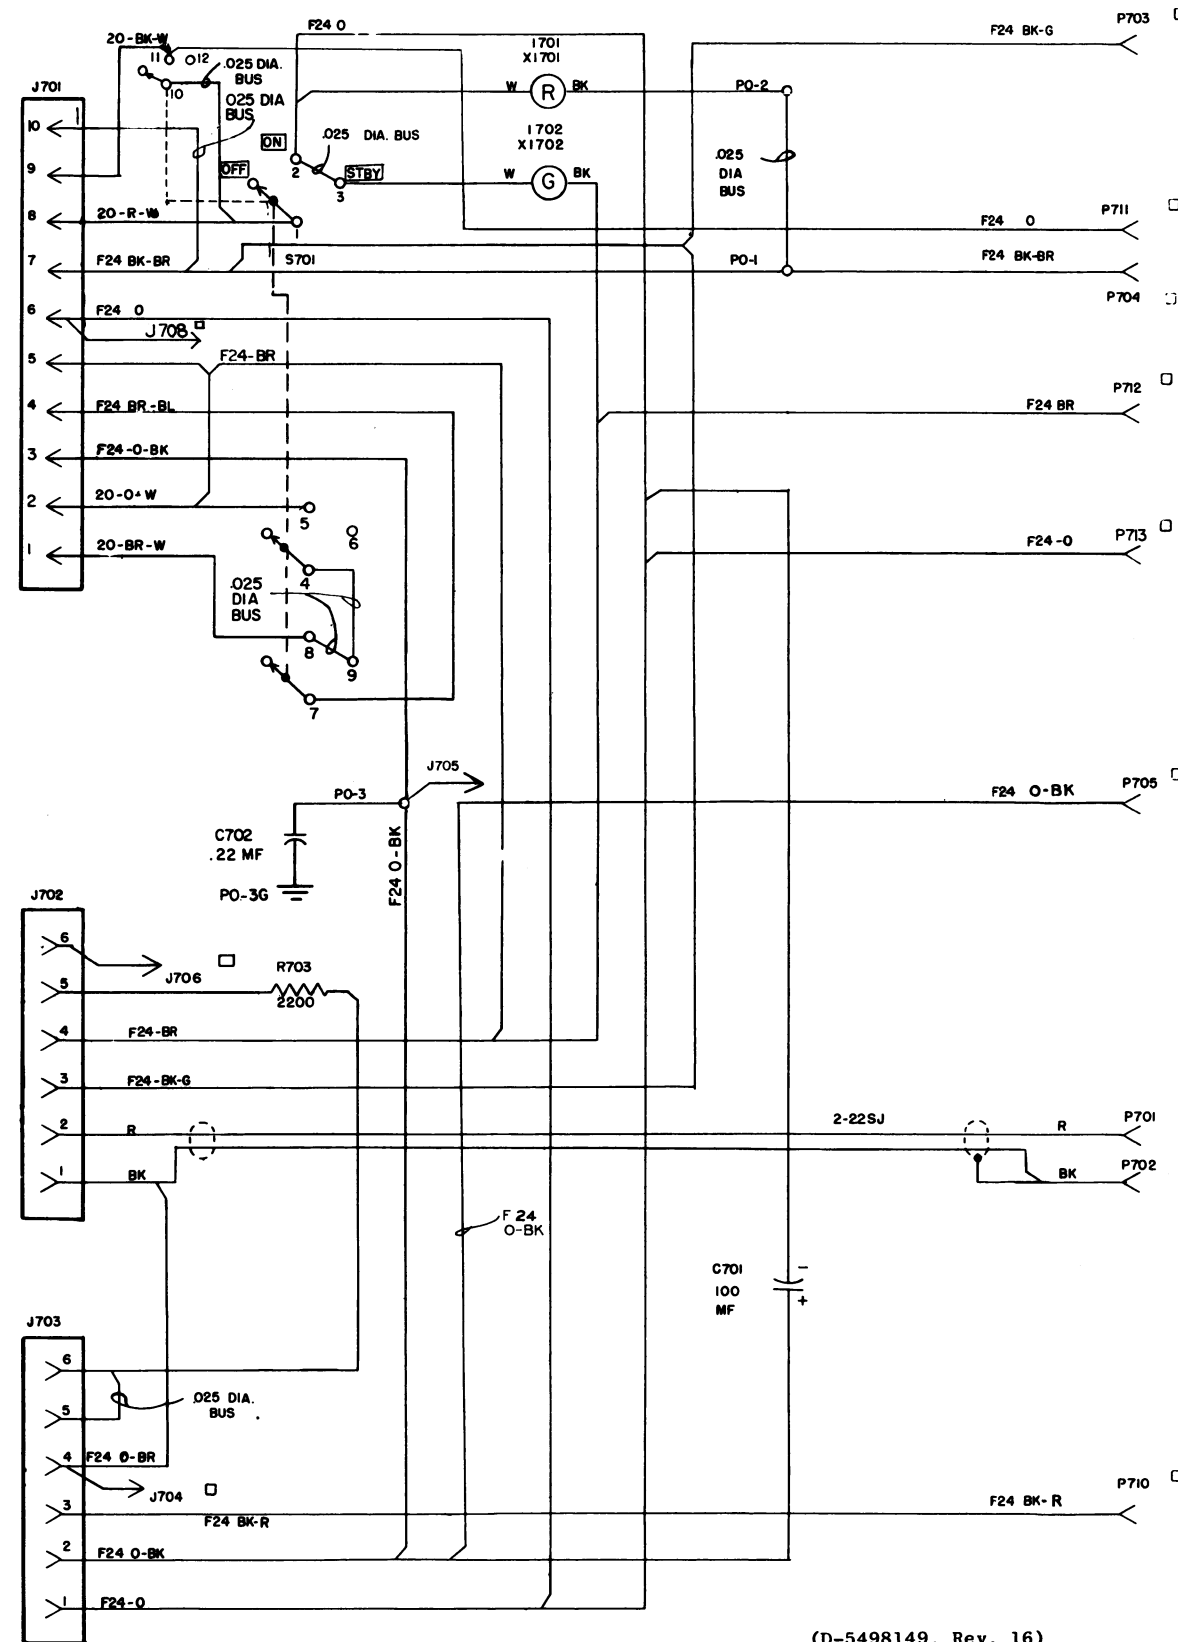 P703
F24 BK-G
F24 O
1701
X1701
20-BK-W
11
12
.025 DIA.
BUS
10
W
R
BK
PO-2
J701
.025 DIA
BUS
1702
X1702
ON
.025 DIA. BUS
10
OFF
2
STBY
3
W
G
BK
.025
DIA
BUS
9
8
20-R-W
1
F24 O
P711
7
F24 BK-BR
S701
PO-1
F24 BK-BR
P704
6
F24 O
J708
5
F24-BR
P712
4
F24 BR-BL
F24 BR
3
F24-O-BK
2
20-O-W
5
6
P713
F24-O
1
20-BR-W
4
.025
DIA
BUS
8
9
7
J705
P705
PO-3
F24 O-BK
C702
.22 MF
F24 O-BK
PO-3G
J702
6
J706
R703
5
2200
4
F24-BR
3
F24-BK-G
2
R
2-22SJ
R
P701
1
BK
BK
P702
F 24
O-BK
C701
-
100
MF
+
J703
6
.025 DIA.
BUS
5
4
F24 O-BR
J704
P710
3
F24 BK-R
F24 BK-R
2
F24 O-BK
1
F24-O
(D-5498149, Rev. 16)